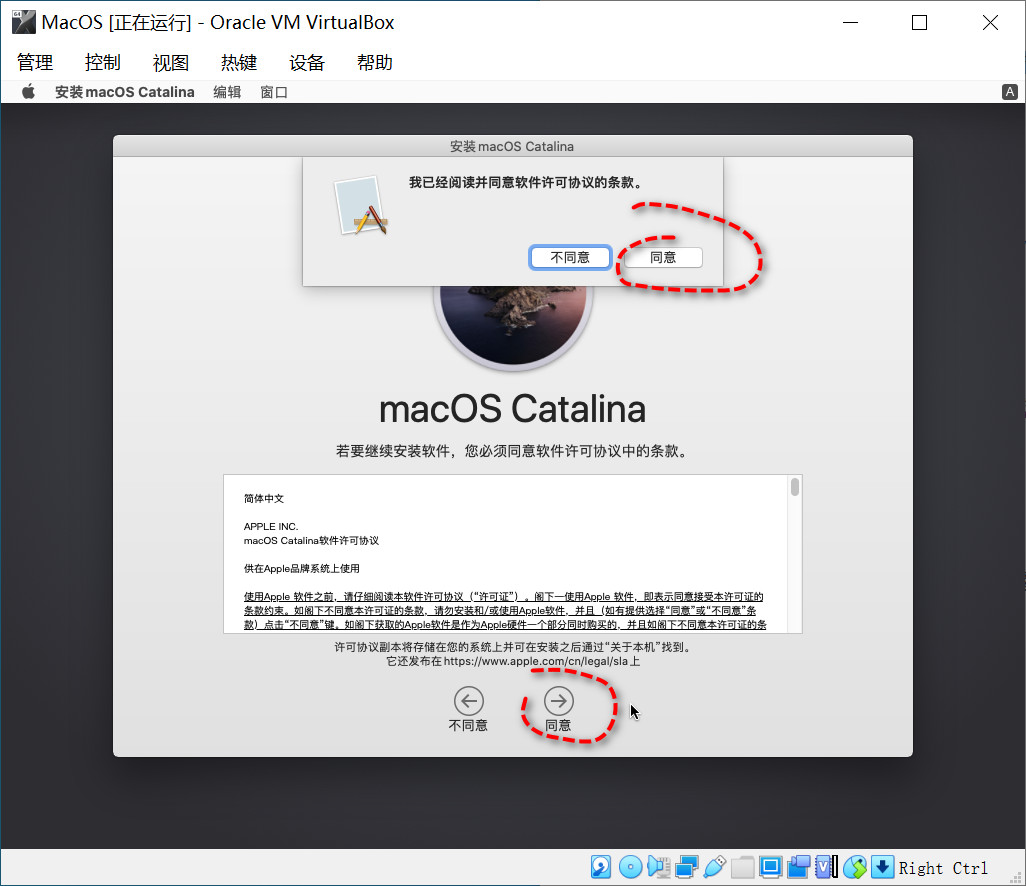 MacOS [正在运行] - Oracle VM VirtualBox
管理 控制 视图 热键 设备 帮助
安装 macOS Catalina 编辑 窗口 A
安装 macOS Catalina
我已经阅读并同意软件许可协议的条款。
不同意 同意
macOS Catalina
若要继续安装软件，您必须同意软件许可协议中的条款。
简体中文
APPLE INC.
macOS Catalina软件许可协议
供在Apple品牌系统上使用
使用Apple 软件之前，请仔细阅读本软件许可协议（“许可证”）。阁下一使用Apple 软件，即表示同意接受本许可证的
条款约束。如阁下不同意本许可证的条款，请勿安装和/或使用Apple软件，并且（如有提供选择“同意”或“不同意”条
款）点击“不同意”键。如阁下获取的Apple软件是作为Apple硬件一个部分同时购买的，并且如阁下不同意本许可证的条
许可协议副本将存储在您的系统上并可在安装之后通过“关于本机”找到。
它还发布在 https://www.apple.com/cn/legal/sla 上
不同意 同意
Right Ctrl